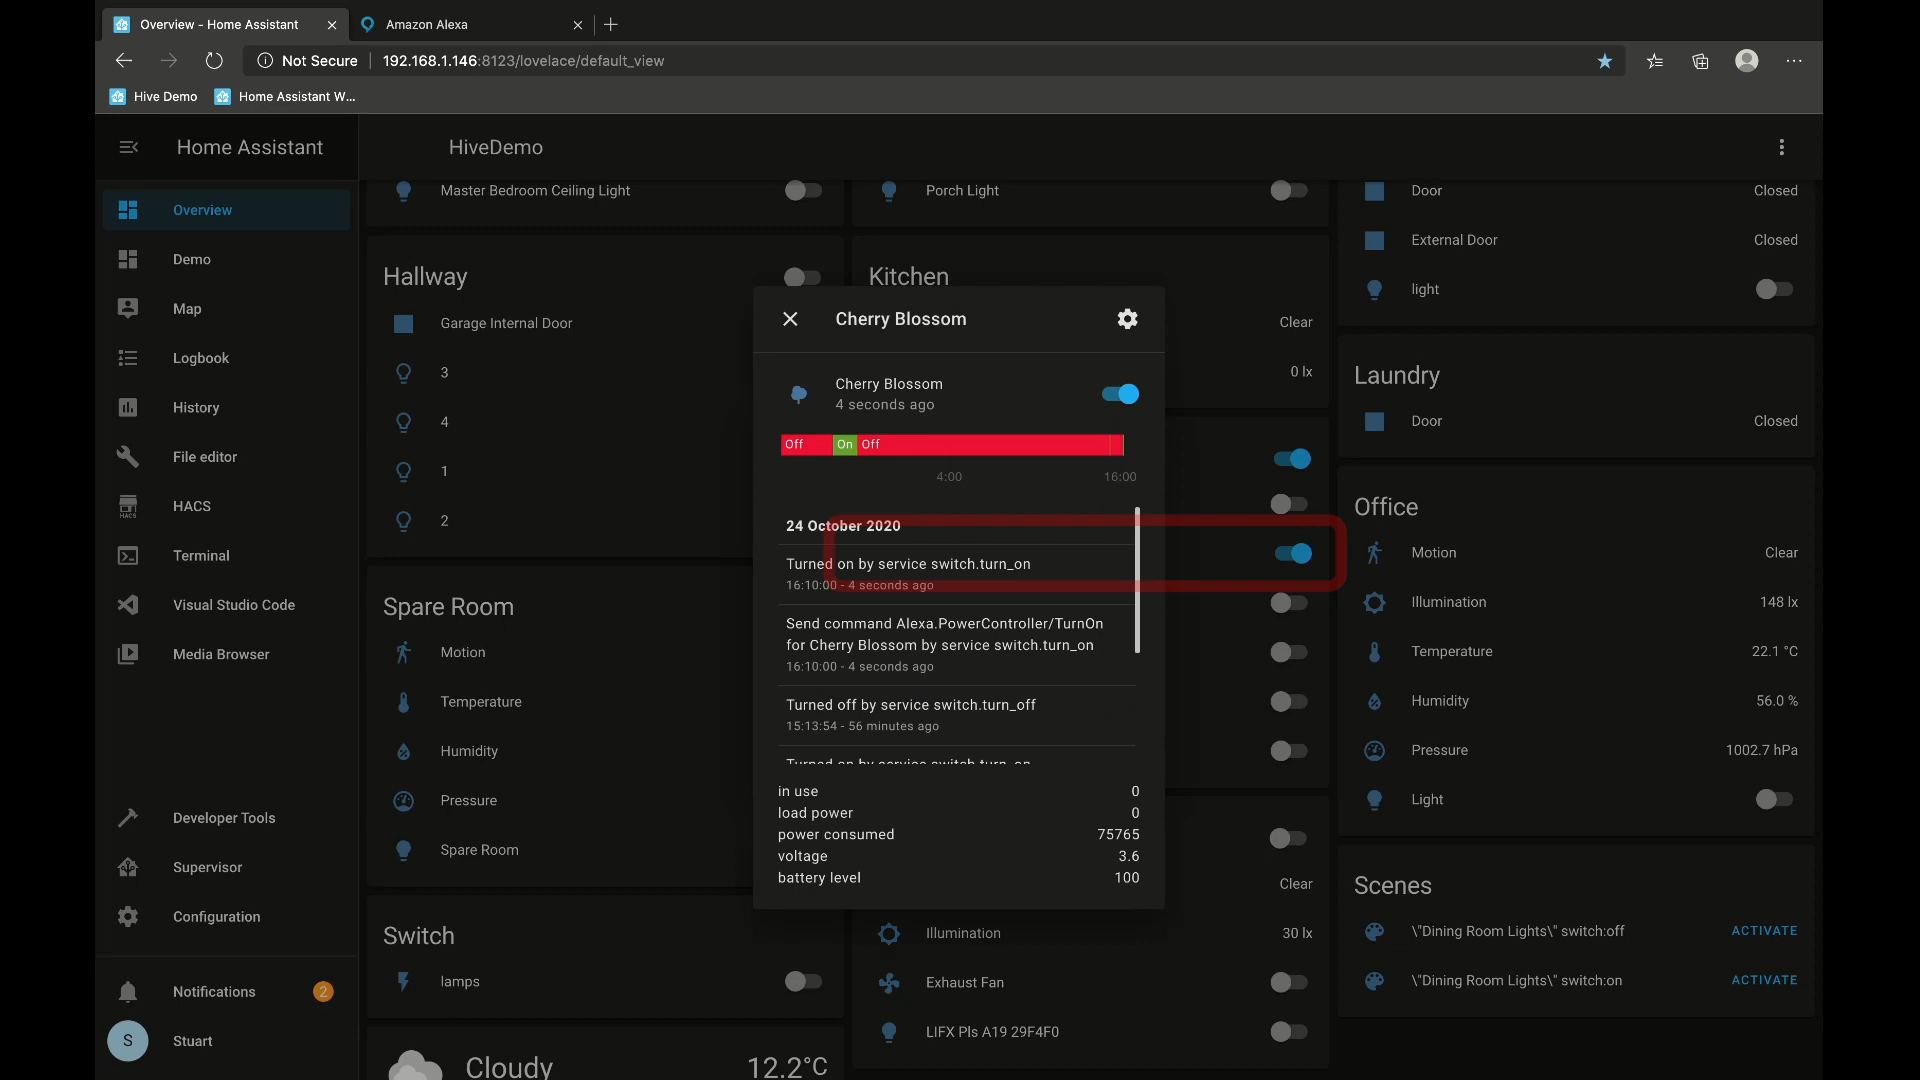 Overview - Home Assistant
Amazon Alexa
Not Secure
192.168.1.146:8123/lovelace/default_view
Hive Demo
Home Assistant W...
Home Assistant
HiveDemo
Overview
Demo
Map
Logbook
History
File editor
HACS
HACS
Terminal
Visual Studio Code
Media Browser
Developer Tools
Supervisor
Configuration
Notifications
2
S
Stuart
Master Bedroom Ceiling Light
Hallway
Garage Internal Door
3
4
1
2
Spare Room
Motion
Temperature
Humidity
Pressure
Spare Room
Switch
lamps
Cloudy
12.2°C
Porch Light
Kitchen
Clear
0 lx
Cherry Blossom
Cherry Blossom
4 seconds ago
Off
On
Off
4:00
16:00
24 October 2020
Turned on by service switch.turn_on
16:10:00 - 4 seconds ago
Send command Alexa.PowerController/TurnOn
for Cherry Blossom by service switch.turn_on
16:10:00 - 4 seconds ago
Turned off by service switch.turn_off
15:13:54 - 56 minutes ago
Turned on by service switch.turn_on
in use 0
load power 0
power consumed 75765
voltage 3.6
battery level 100
Clear
Illumination 30 lx
Exhaust Fan
LIFX Pls A19 29F4F0
Door Closed
External Door Closed
light
Laundry
Door Closed
Office
Motion Clear
Illumination 148 lx
Temperature 22.1 °C
Humidity 56.0 %
Pressure 1002.7 hPa
Light
Scenes
\"Dining Room Lights\" switch:off ACTIVATE
\"Dining Room Lights\" switch:on ACTIVATE